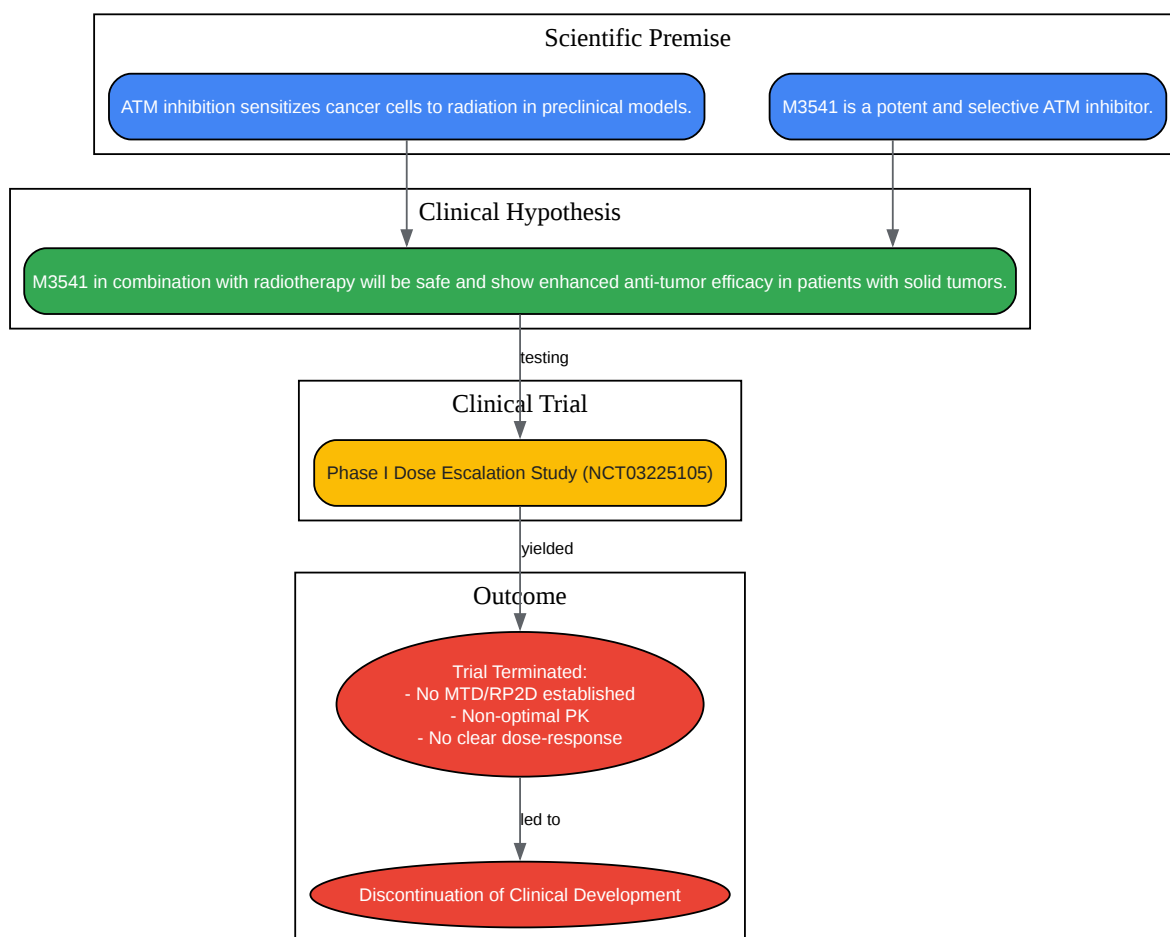 Scientific Premise
ATM inhibition sensitizes cancer cells to radiation in preclinical models.
M3541 is a potent and selective ATM inhibitor.
Clinical Hypothesis
M3541 in combination with radiotherapy will be safe and show enhanced anti-tumor efficacy in patients with solid tumors.
testing
Clinical Trial
Phase I Dose Escalation Study (NCT03225105)
yielded
Outcome
Trial Terminated:
- No MTD/RP2D established
- Non-optimal PK
- No clear dose-response
led to
Discontinuation of Clinical Development